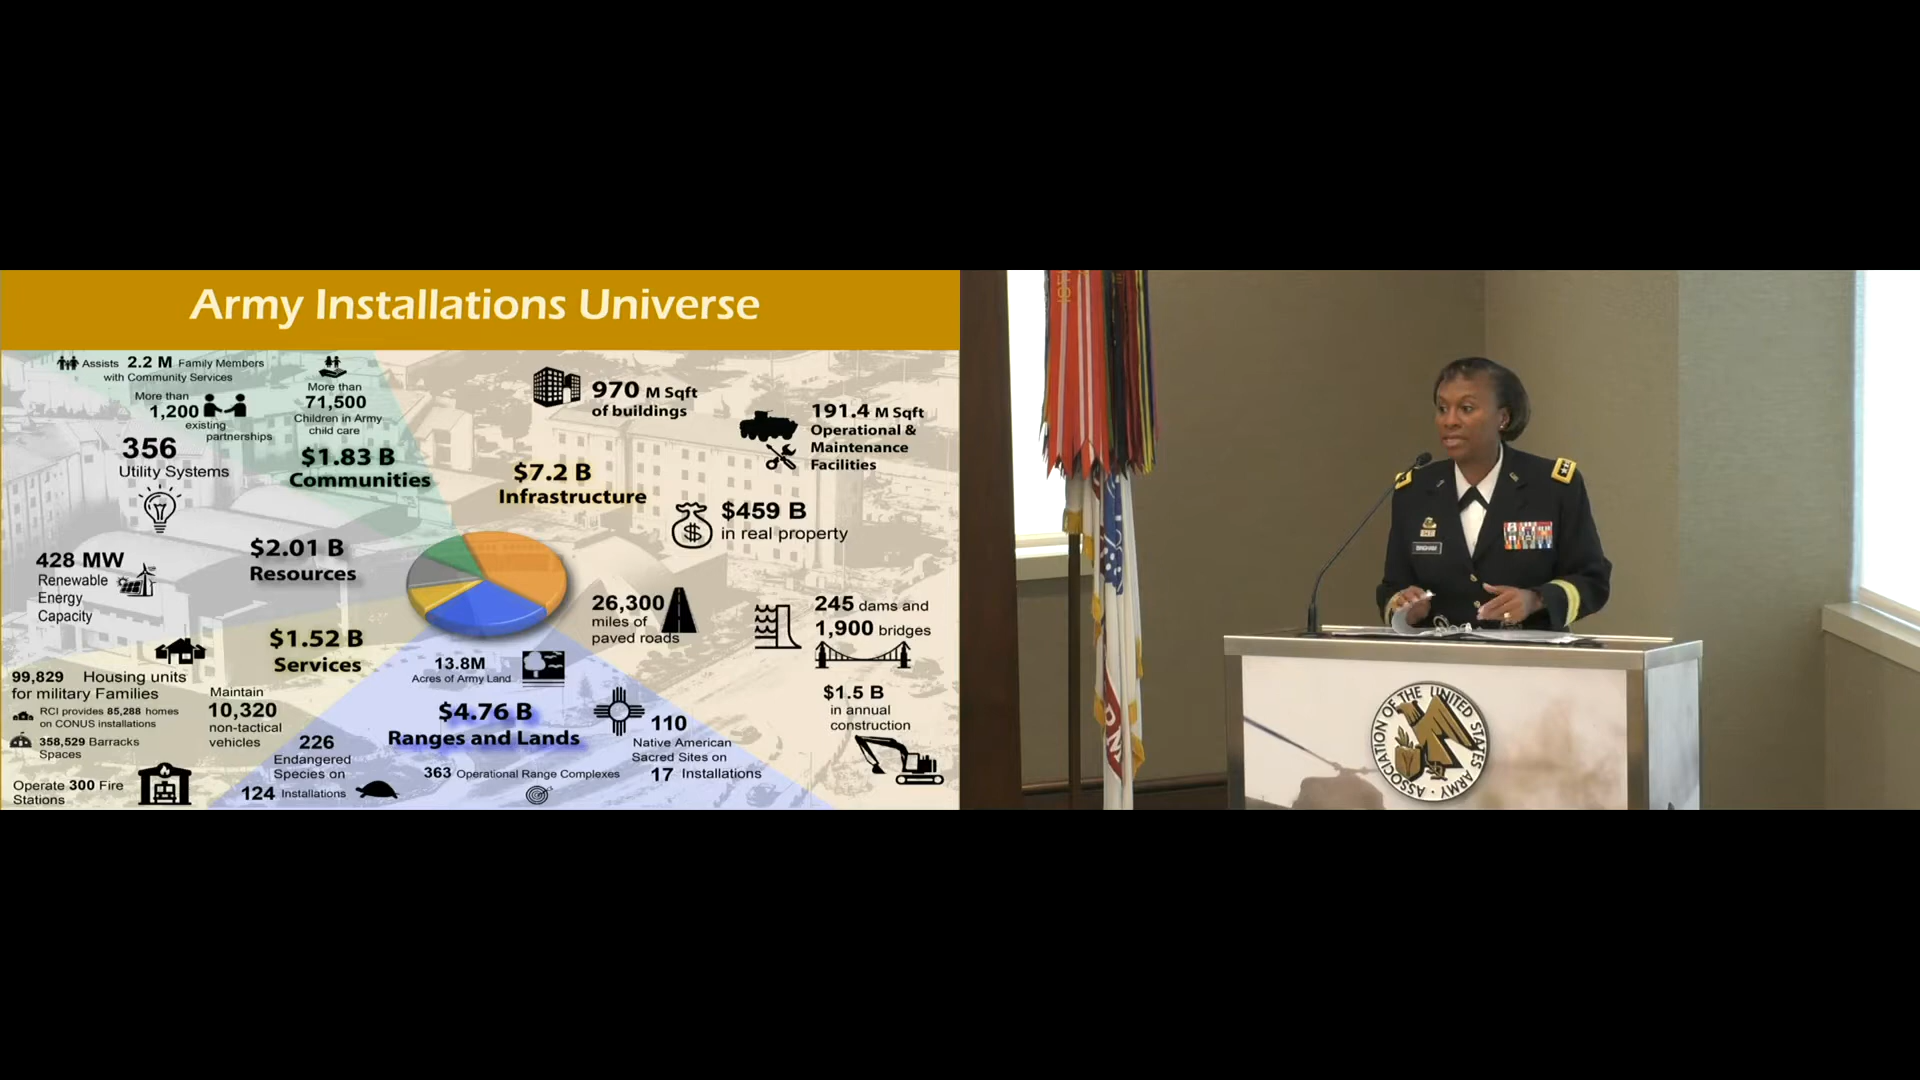 Army Installations Universe
Assists 2.2 M Family Members
with Community Services
More than
1,200
existing
partnerships
More than
71,500
Children in Army
child care
356
Utility Systems
$1.83 B
Communities
970 M Sqft
of buildings
191.4 M Sqft
Operational &
Maintenance
Facilities
$7.2 B
Infrastructure
$459 B
in real property
$2.01 B
Resources
428 MW
Renewable
Energy
Capacity
26,300
miles of
paved roads
245 dams and
1,900 bridges
$1.5 B
in annual
construction
$1.52 B
Services
99,829 Housing units
for military Families
RCI provides 85,288 homes
on CONUS installations
358,529 Barracks
Spaces
Operate 300 Fire
Stations
Maintain
10,320
non-tactical
vehicles
13.8M
Acres of Army Land
$4.76 B
Ranges and Lands
226
Endangered
Species on
124 Installations
363 Operational Range Complexes
110
Native American
Sacred Sites on
17 Installations
BINGHAM
ASSOCIATION OF THE UNITED STATES ARMY